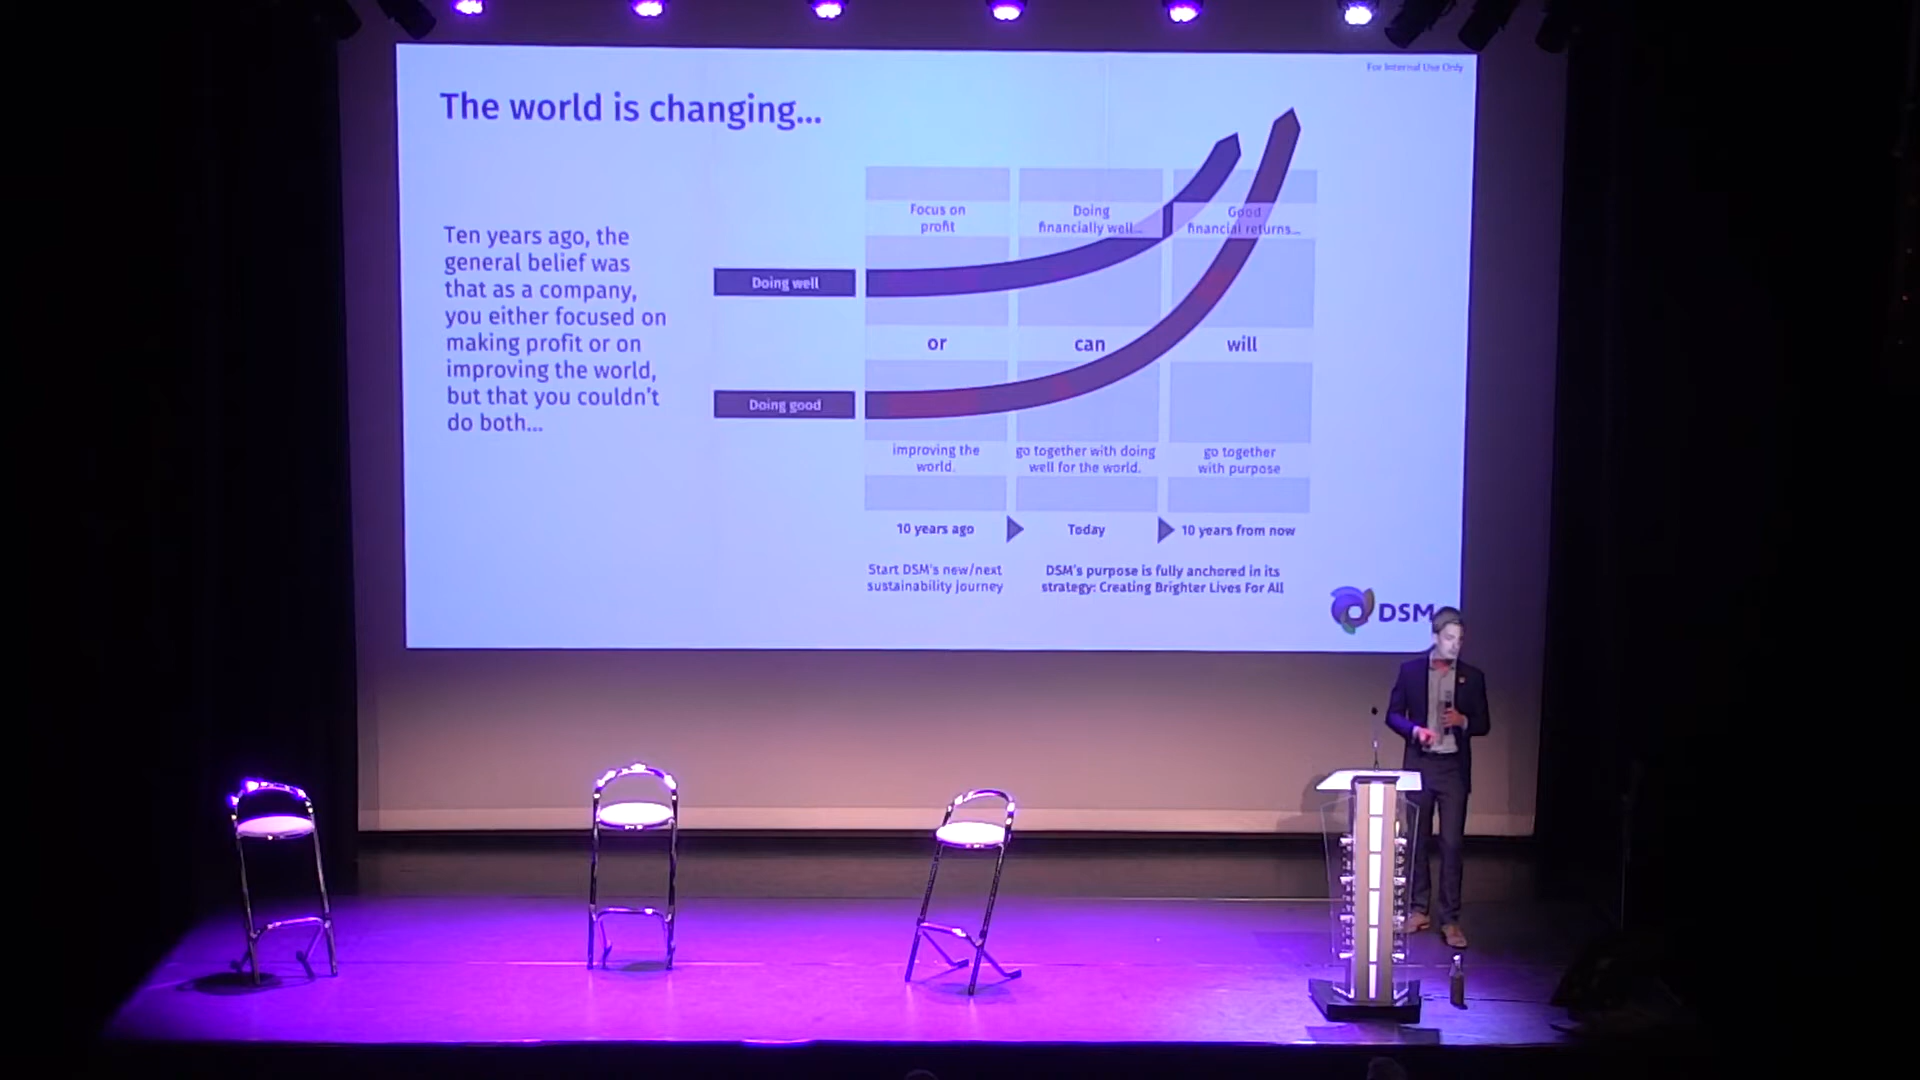 For Internal Use Only
The world is changing...
Ten years ago, the
general belief was
that as a company,
you either focused on
making profit or on
improving the world,
but that you couldn't
do both...
Doing well
Doing good
Focus on
profit
or
improving the
world.
10 years ago
Doing
financially well...
can
go together with doing
well for the world.
Today
Good
financial returns...
will
go together
with purpose
10 years from now
Start DSM's new/next
sustainability journey
DSM's purpose is fully anchored in its
strategy: Creating Brighter Lives For All
DSM